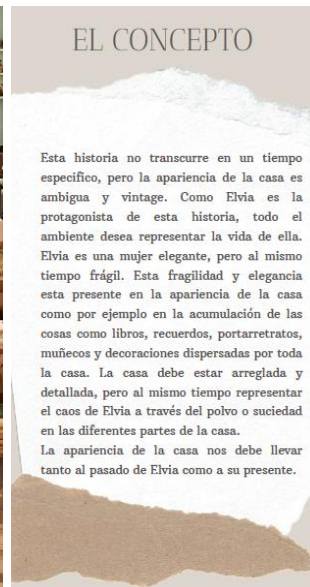 EL CONCEPTO
Esta historia no transcurre en un tiempo
especifico, pero la apariencia de la casa es
ambigua y vintage. Como Elvia es la
protagonista de esta historia, todo el
ambiente desea representar la vida de ella.
Elvia es una mujer elegante, pero al mismo
tiempo frágil. Esta fragilidad y elegancia
esta presente en la apariencia de la casa
como por ejemplo en la acumulación de las
cosas como libros, recuerdos, portarretratos,
muñecos y decoraciones dispersadas por toda
la casa. La casa debe estar arreglada y
detallada, pero al mismo tiempo representar
el caos de Elvia a través del polvo o suciedad
en las diferentes partes de la casa.
La apariencia de la casa nos debe llevar
tanto al pasado de Elvia como a su presente.